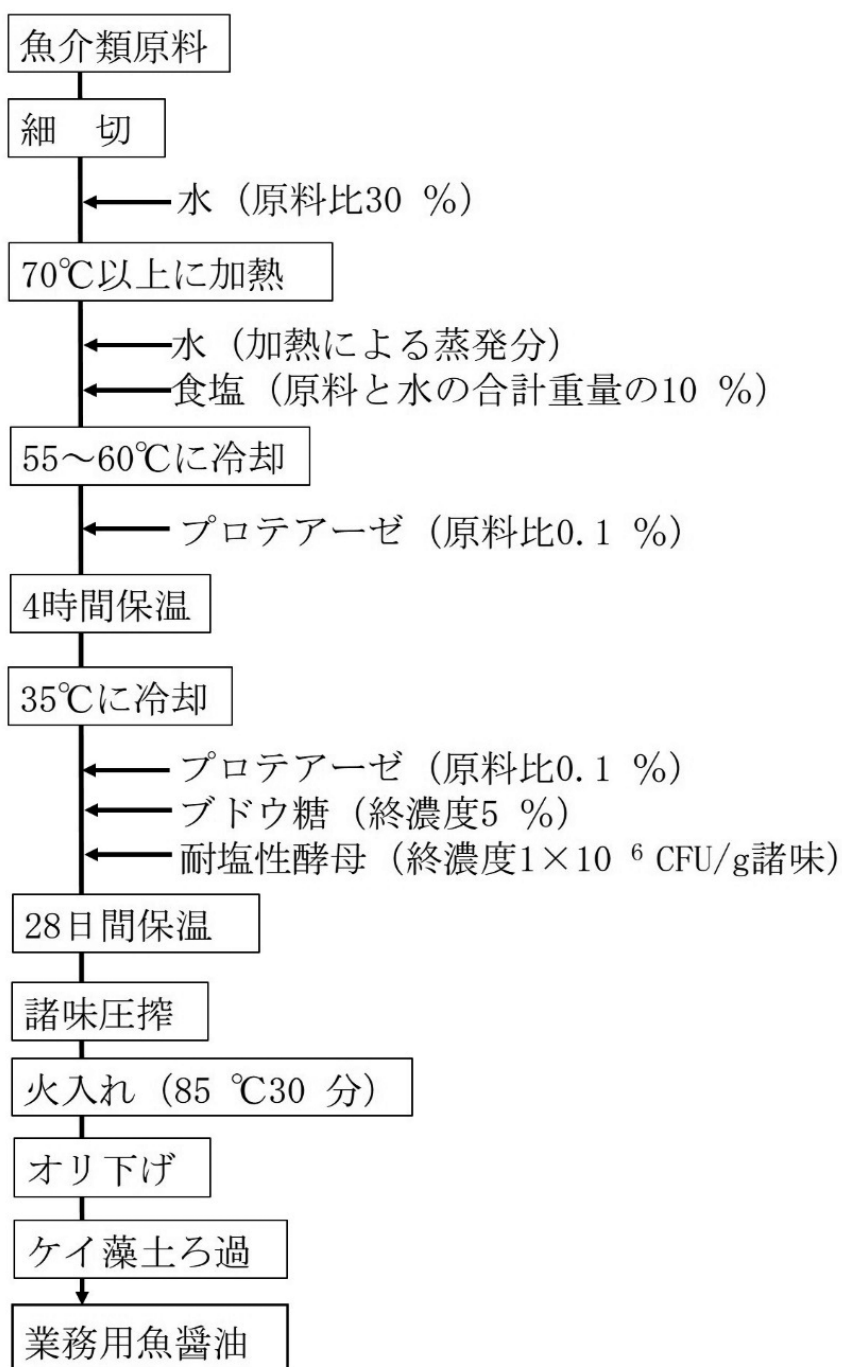 魚介類原料
細　切
水（原料比30 %）
70℃以上に加熱
水（加熱による蒸発分）
食塩（原料と水の合計重量の10 %）
55～60℃に冷却
プロテアーゼ（原料比0.1 %）
4時間保温
35℃に冷却
プロテアーゼ（原料比0.1 %）
ブドウ糖（終濃度5 %）
耐塩性酵母（終濃度1×10 ⁶ CFU/g諸味）
28日間保温
諸味圧搾
火入れ（85 ℃30 分）
オリ下げ
ケイ藻土ろ過
業務用魚醤油